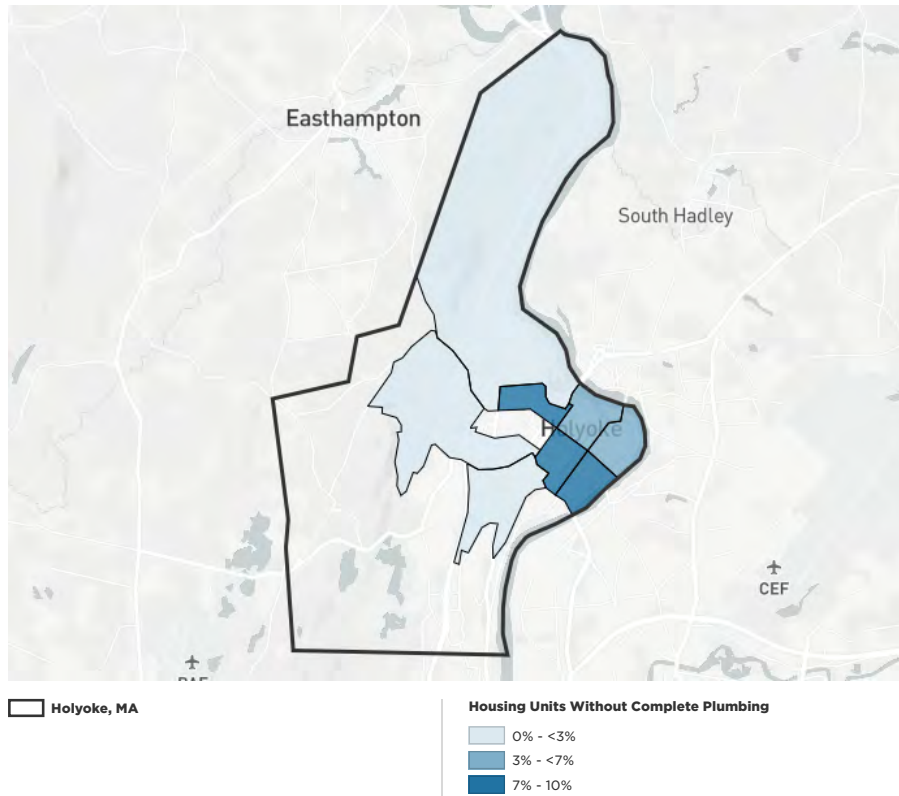 Easthampton
South Hadley
Holyoke
CEF
Holyoke, MA
Housing Units Without Complete Plumbing
0% - <3%
3% - <7%
7% - 10%